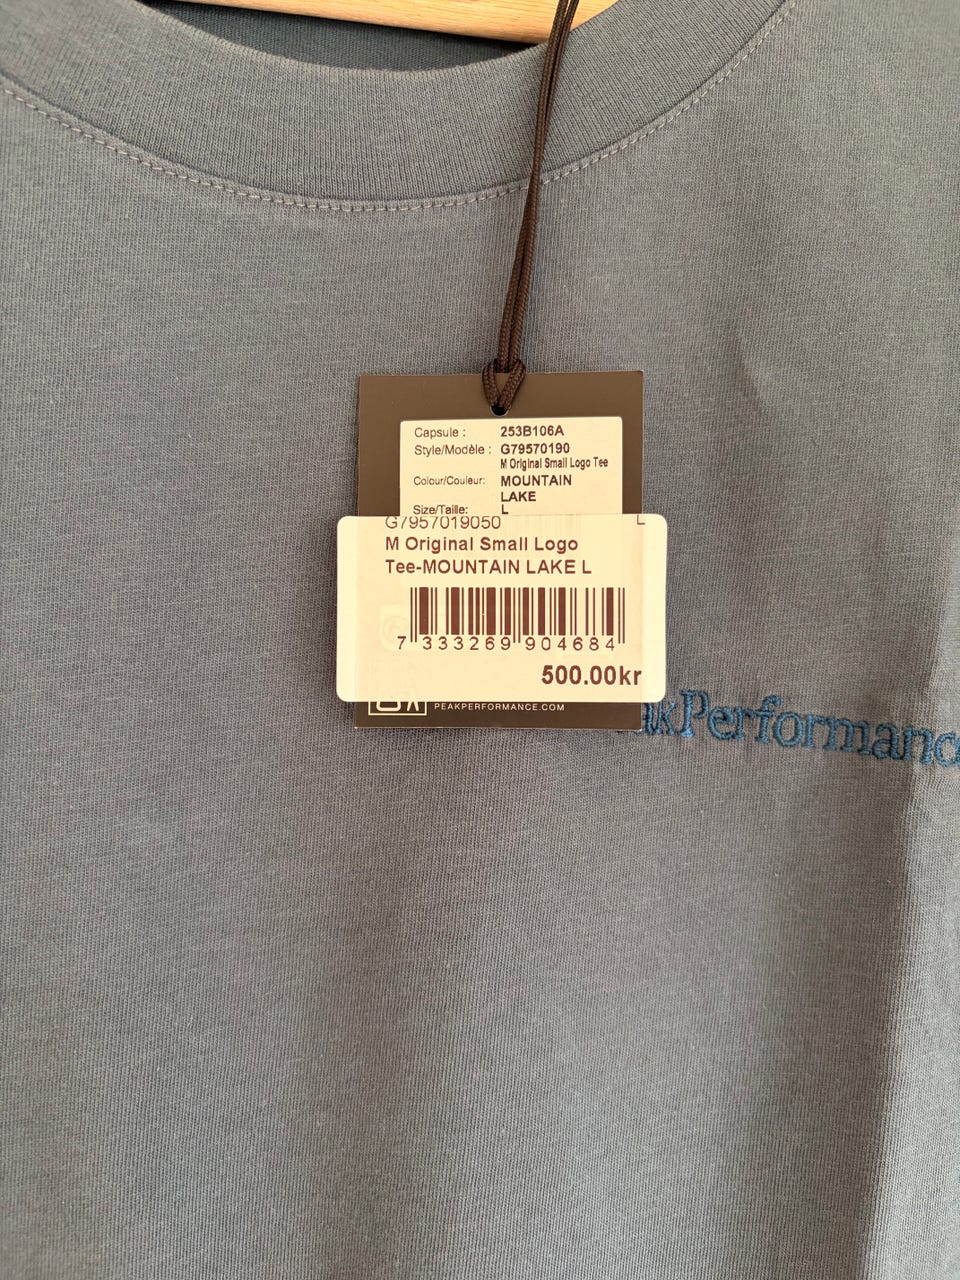 Capsule : 253B106A
Style/Modèle : G79570190
M Original Small Logo Tee
Colour/Couleur: MOUNTAIN
LAKE
Size/Taille: L
G7957019050 L
M Original Small Logo
Tee-MOUNTAIN LAKE L
7 333269 904684
500.00kr
PEAKPERFORMANCE.COM
akPerformance